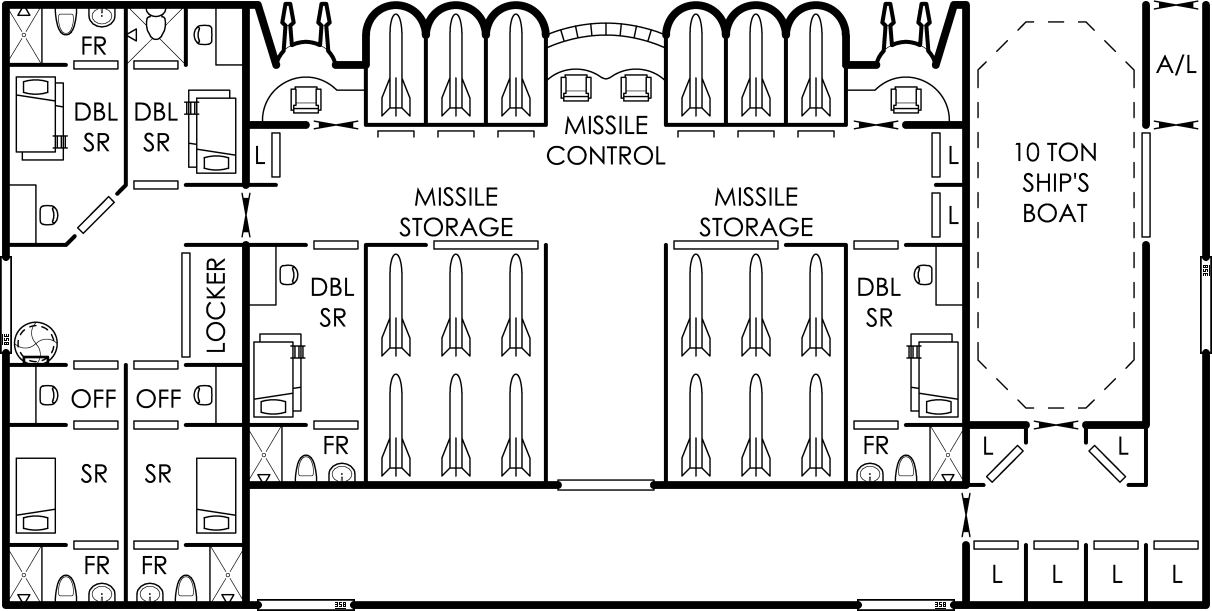 FR
A/L
DBL
SR
DBL
SR
MISSILE
CONTROL
10 TON
SHIP'S
BOAT
L
L
L
MISSILE
STORAGE
MISSILE
STORAGE
LOCKER
DBL
SR
DBL
SR
OFF
OFF
FR
FR
L
L
SR
SR
FR
FR
L
L
L
L